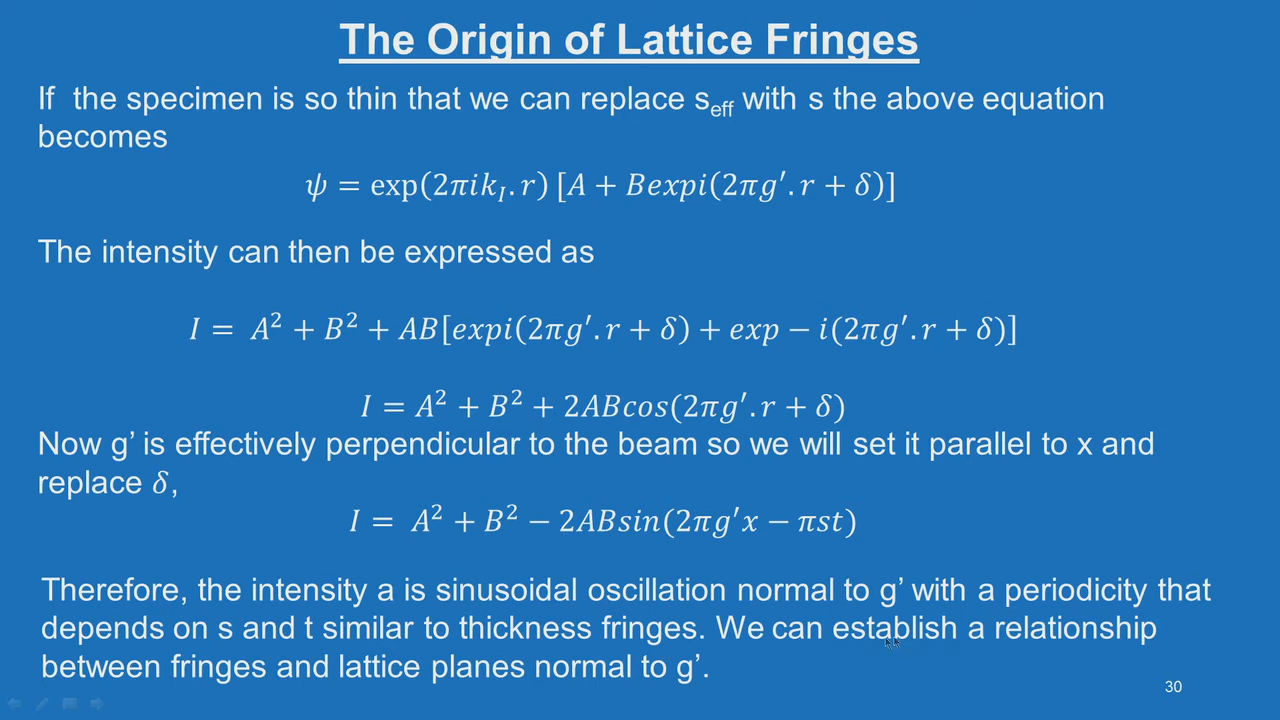 The Origin of Lattice Fringes
If the specimen is so thin that we can replace s_eff with s the above equation
becomes
𝜓 = exp(2𝜋𝑖𝑘_𝐼.𝑟) [𝐴 + 𝐵𝑒𝑥𝑝𝑖(2𝜋𝑔′.𝑟 + 𝛿)]
The intensity can then be expressed as
𝐼 = 𝐴² + 𝐵² + 𝐴𝐵[𝑒𝑥𝑝𝑖(2𝜋𝑔′.𝑟 + 𝛿) + 𝑒𝑥𝑝 − 𝑖(2𝜋𝑔′.𝑟 + 𝛿)]
𝐼 = 𝐴² + 𝐵² + 2𝐴𝐵𝑐𝑜𝑠(2𝜋𝑔′.𝑟 + 𝛿)
Now g’ is effectively perpendicular to the beam so we will set it parallel to x and
replace 𝛿,
𝐼 = 𝐴² + 𝐵² − 2𝐴𝐵𝑠𝑖𝑛(2𝜋𝑔′𝑥 − 𝜋𝑠𝑡)
Therefore, the intensity a is sinusoidal oscillation normal to g’ with a periodicity that
depends on s and t similar to thickness fringes. We can establish a relationship
between fringes and lattice planes normal to g’.
30